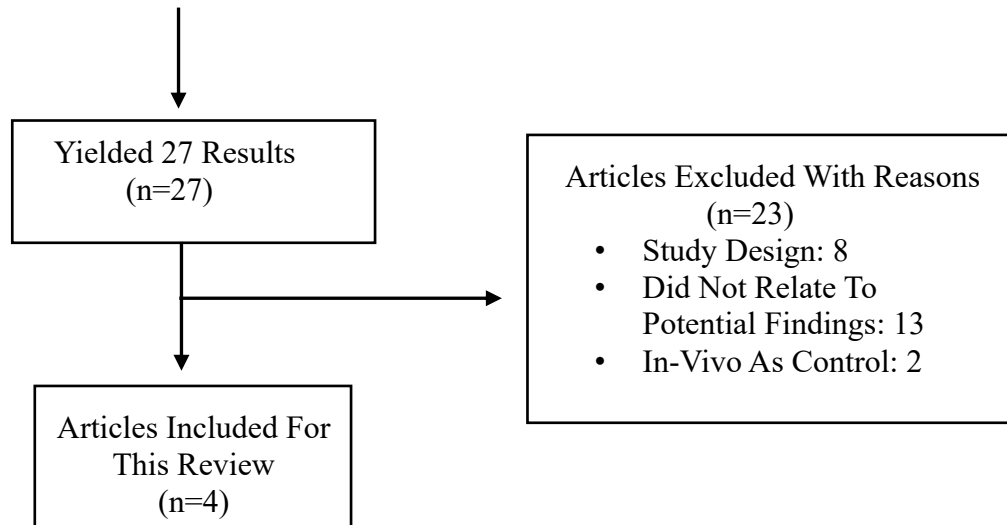 Yielded 27 Results
(n=27)
Articles Excluded With Reasons
(n=23)
• Study Design: 8
• Did Not Relate To
Potential Findings: 13
• In-Vivo As Control: 2
Articles Included For
This Review
(n=4)